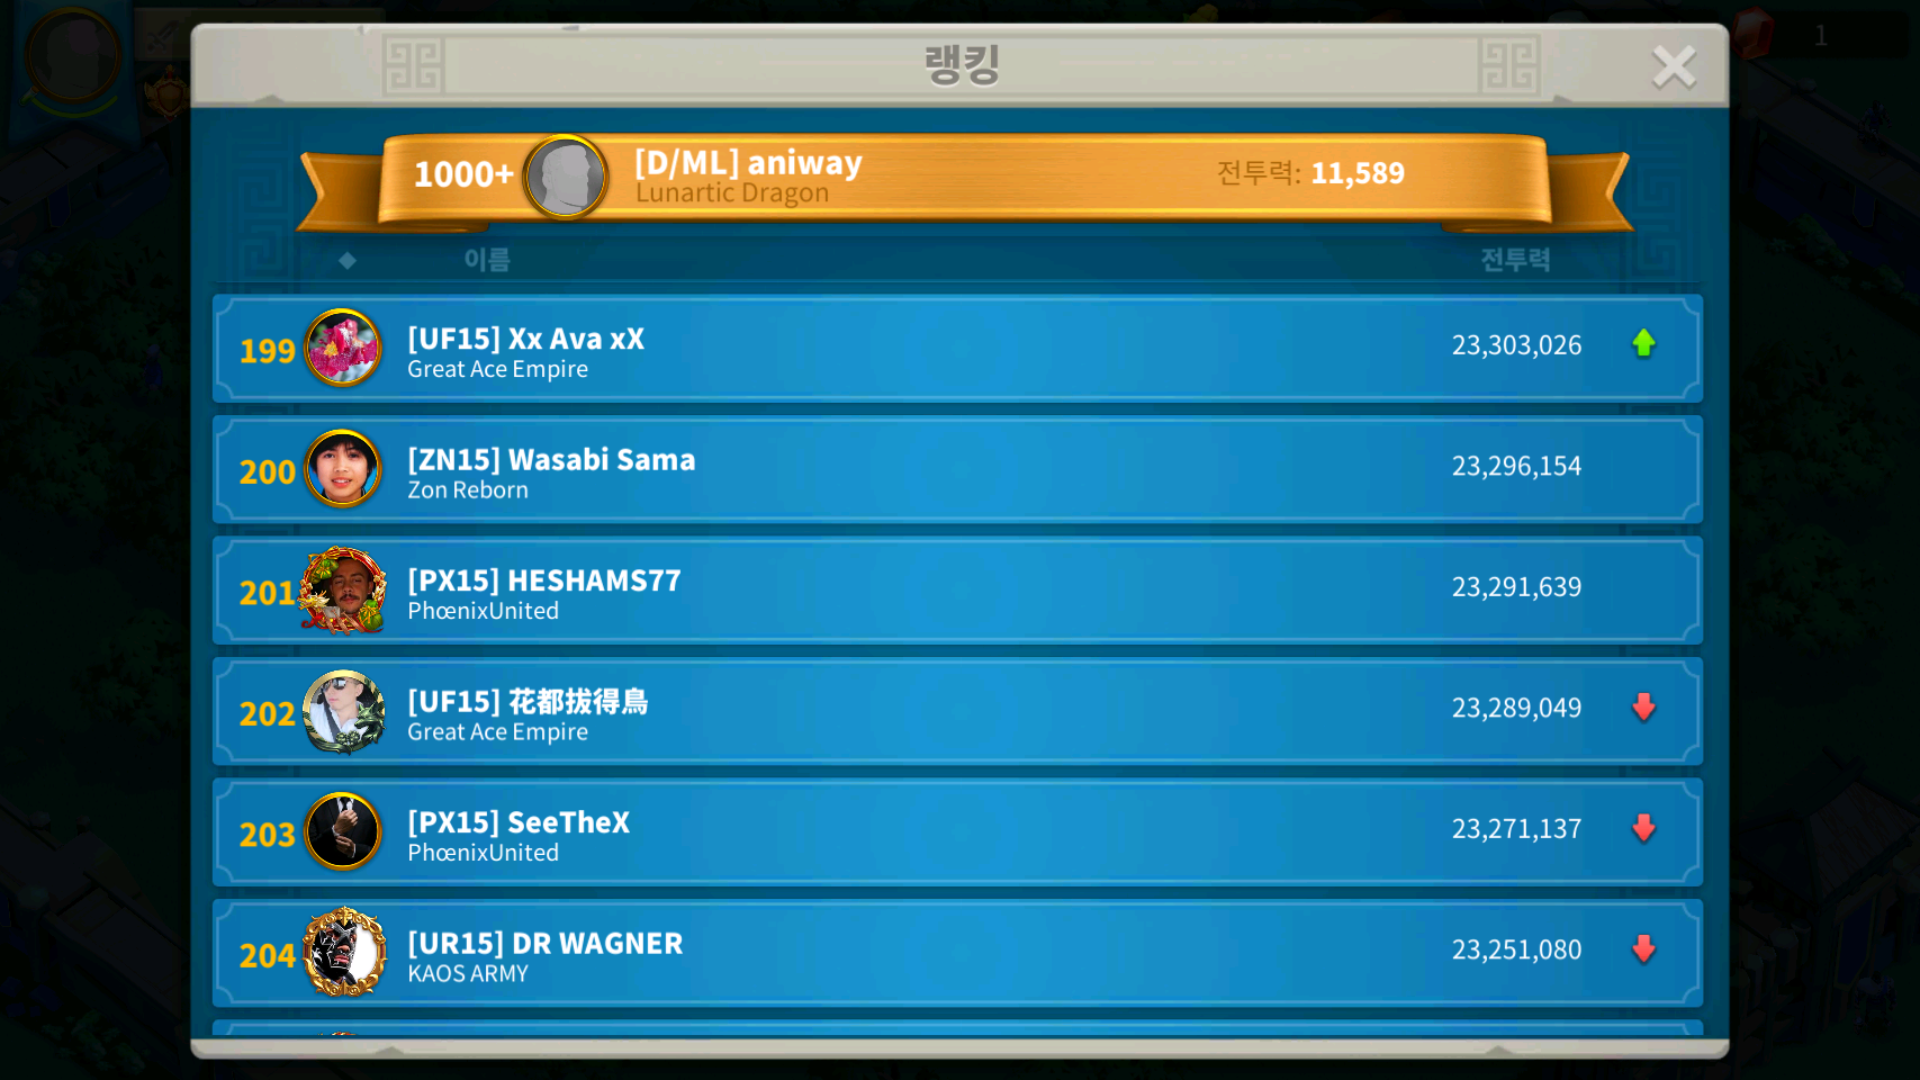 1
랭킹
1000+ [D/ML] aniway 전투력: 11,589
Lunartic Dragon
이름 전투력
199 [UF15] Xx Ava xX 23,303,026
Great Ace Empire
200 [ZN15] Wasabi Sama 23,296,154
Zon Reborn
201 [PX15] HESHAMS77 23,291,639
PhœnixUnited
202 [UF15] 花都拔得鳥 23,289,049
Great Ace Empire
203 [PX15] SeeTheX 23,271,137
PhœnixUnited
204 [UR15] DR WAGNER 23,251,080
KAOS ARMY